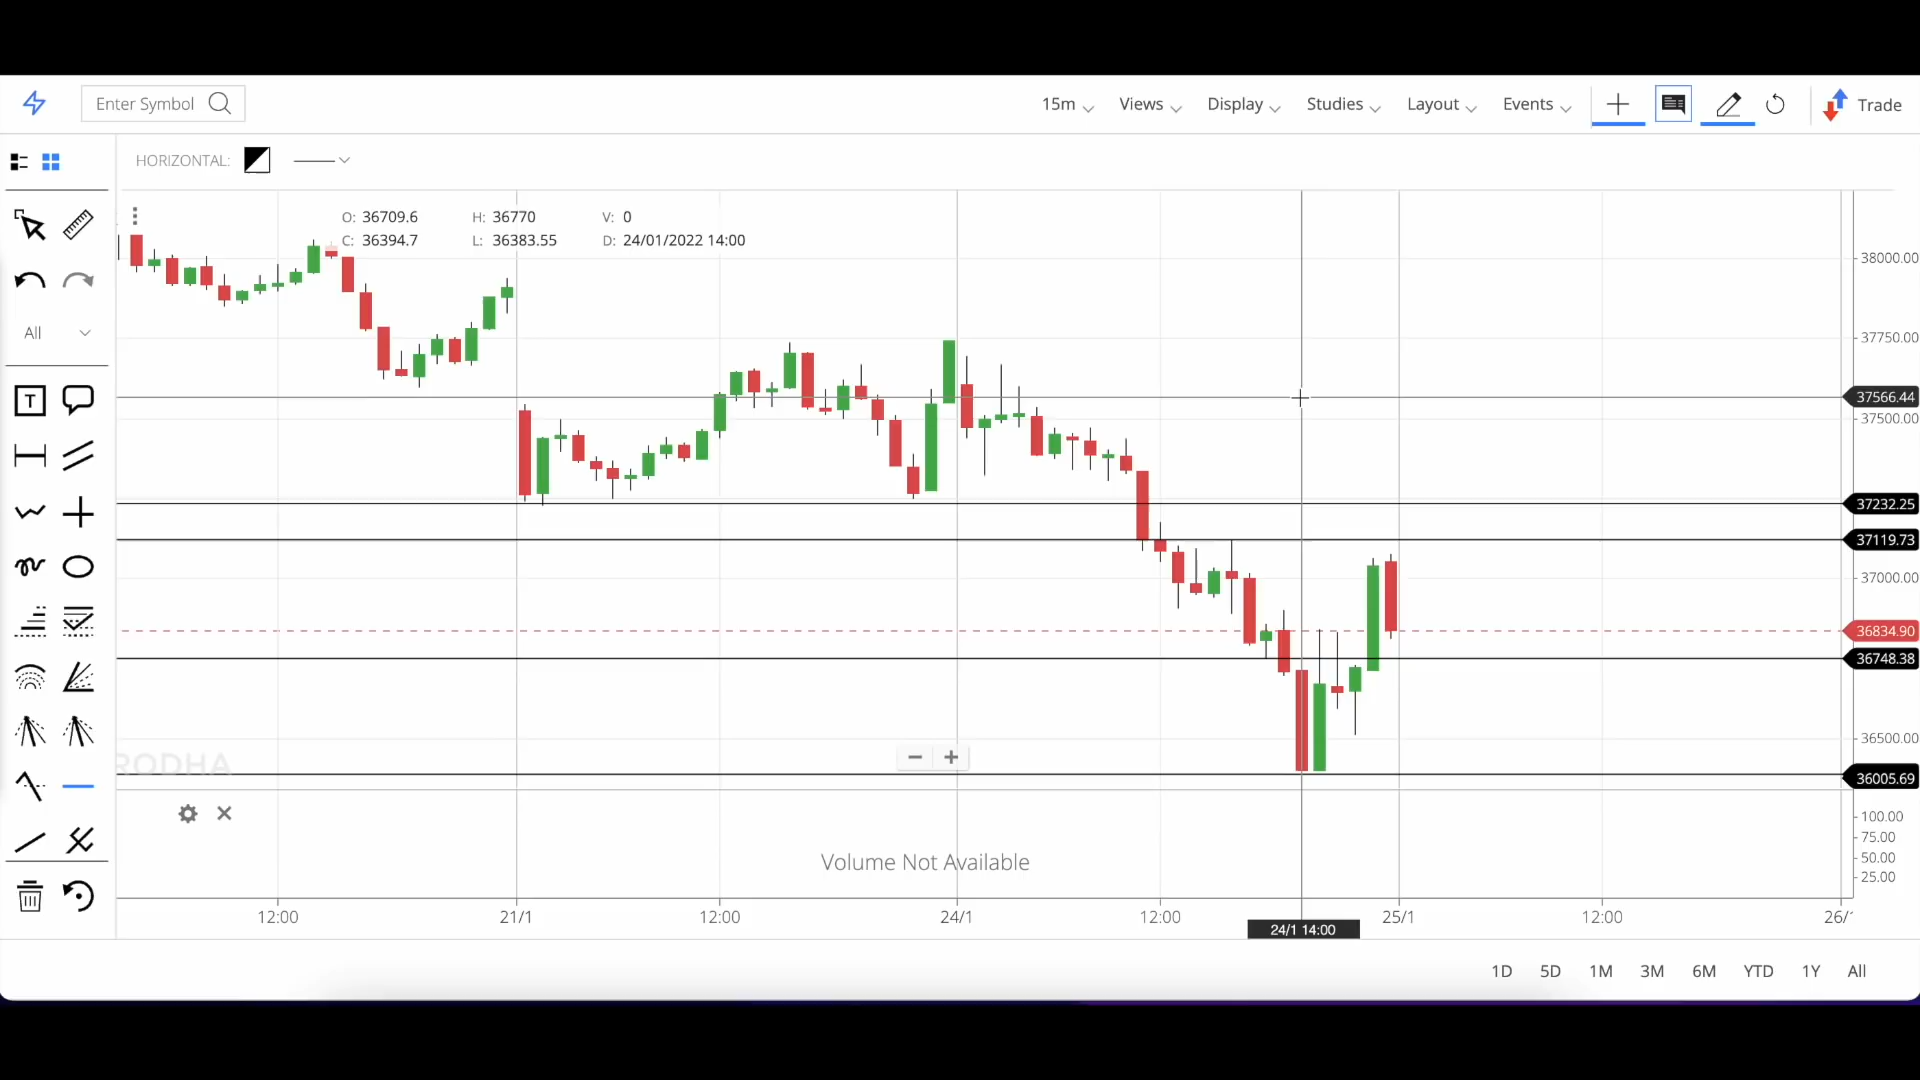 Enter Symbol
15m
Views
Display
Studies
Layout
Events
Trade
HORIZONTAL:
All
T
O: 36709.6 H: 36770 V: 0
C: 36394.7 L: 36383.55 D: 24/01/2022 14:00
38000.00
37750.00
37566.44
37500.00
37232.25
37119.73
37000.00
36834.90
36748.38
36500.00
36005.69
RODHA
100.00
75.00
50.00
25.00
Volume Not Available
12:00 21/1 12:00 24/1 12:00 25/1 12:00 26/
24/1 14:00
1D 5D 1M 3M 6M YTD 1Y All